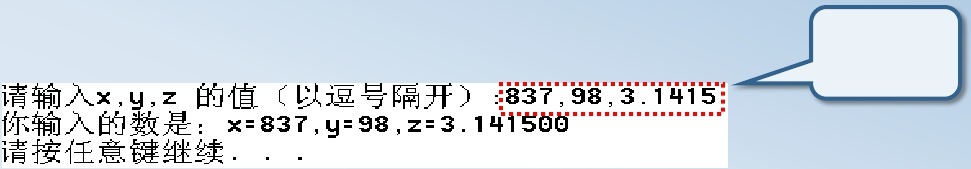 请输入x,y,z 的值（以逗号隔开）:837,98,3.1415
你输入的数是：x=837,y=98,z=3.141500
请按任意键继续. . .